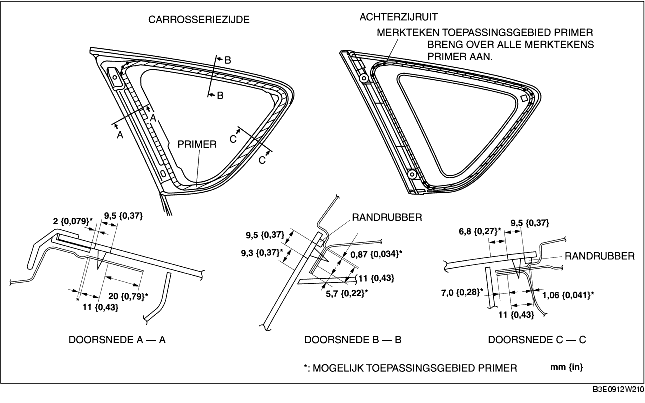 CARROSSERIEZIJDE
ACHTERZIJRUIT
MERKTEKEN TOEPASSINGSGEBIED PRIMER
BRENG OVER ALLE MERKTEKENS
PRIMER AAN.
B
B
A
A
C
C
PRIMER
2 {0,079}*
9,5 {0,37}
20 {0,79}*
11 {0,43}
DOORSNEDE A — A
RANDRUBBER
9,5 {0,37}
9,3 {0,37}*
0,87 {0,034}*
11 {0,43}
5,7 {0,22}*
DOORSNEDE B — B
9,5 {0,37}
6,8 {0,27}*
RANDRUBBER
7,0 {0,28}*
1,06 {0,041}*
11 {0,43}
DOORSNEDE C — C
*: MOGELIJK TOEPASSINGSGEBIED PRIMER
mm {in}
B3E0912W210